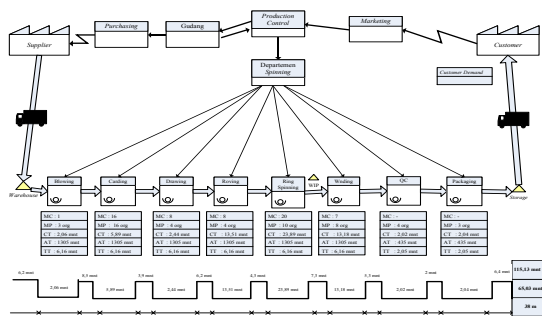 Production
Control
Purchasing
Gudang
Marketing
Supplier
Customer
Departemen
Spinning
Customer Demand
Blowing
Carding
Drawing
Roving
Ring
Spinning
WIP
Winding
QC
Packaging
Warehouse
Storage
MC : 1
MP : 3 org
CT : 2,06 mnt
AT : 1305 mnt
TT : 6,16 mnt
MC : 16
MP : 16 org
CT : 5,89 mnt
AT : 1305 mnt
TT : 6,16 mnt
MC : 8
MP : 4 org
CT : 2,44 mnt
AT : 1305 mnt
TT : 6,16 mnt
MC : 8
MP : 4 org
CT : 13,51 mnt
AT : 1305 mnt
TT : 6,16 mnt
MC : 20
MP : 10 org
CT : 23,89 mnt
AT : 1305 mnt
TT : 6,16 mnt
MC : 7
MP : 8 org
CT : 13,18 mnt
AT : 1305 mnt
TT : 6,16 mnt
MC : -
MP : 4 org
CT : 2,02 mnt
AT : 435 mnt
TT : 2,05 mnt
MC : -
MP : 3 org
CT : 2,04 mnt
AT : 435 mnt
TT : 2,05 mnt
6,2 mnt
3,9 mnt
6,2 mnt
4,3 mnt
7,5 mnt
2 mnt
6,4 mnt
115,13 mnt
2,06 mnt
5,89 mnt
2,44 mnt
13,51 mnt
23,89 mnt
13,18 mnt
2,02 mnt
2,04 mnt
65,03 mnt